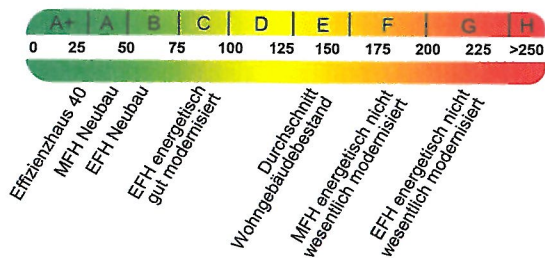 A+ A B C D E F G H
0 25 50 75 100 125 150 175 200 225 >250
Effizienzhaus 40
MFH Neubau
EFH Neubau
EFH energetisch
gut modernisiert
Durchschnitt
Wohngebäudebestand
MFH energetisch nicht
wesentlich modernisiert
EFH energetisch nicht
wesentlich modernisiert